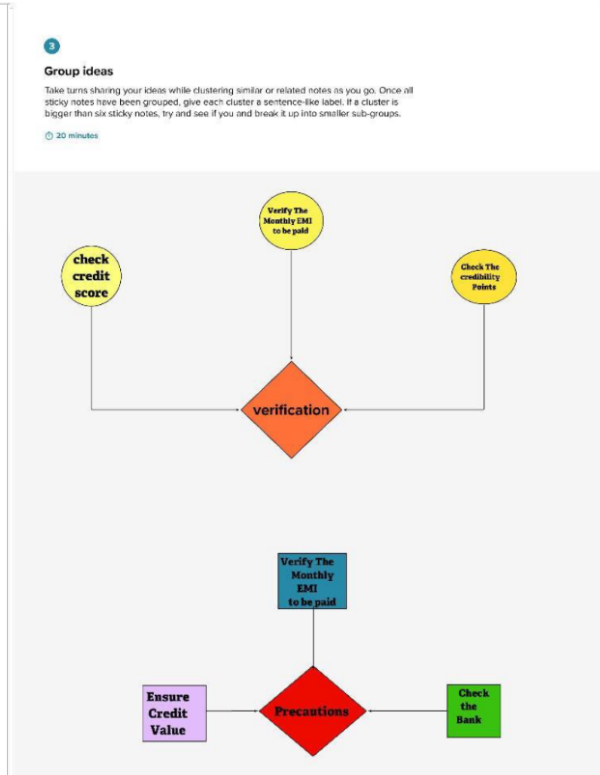 3
Group ideas
Take turns sharing your ideas while clustering similar or related notes as you go. Once all
sticky notes have been grouped, give each cluster a sentence-like label. If a cluster is
bigger than six sticky notes, try and see if you and break it up into smaller sub-groups.
20 minutes
Verify The
Monthly EMI
to be paid
check
credit
score
Check The
credibility
Points
verification
Verify The
Monthly
EMI
to be paid
Ensure
Credit
Value
Precautions
Check
the
Bank